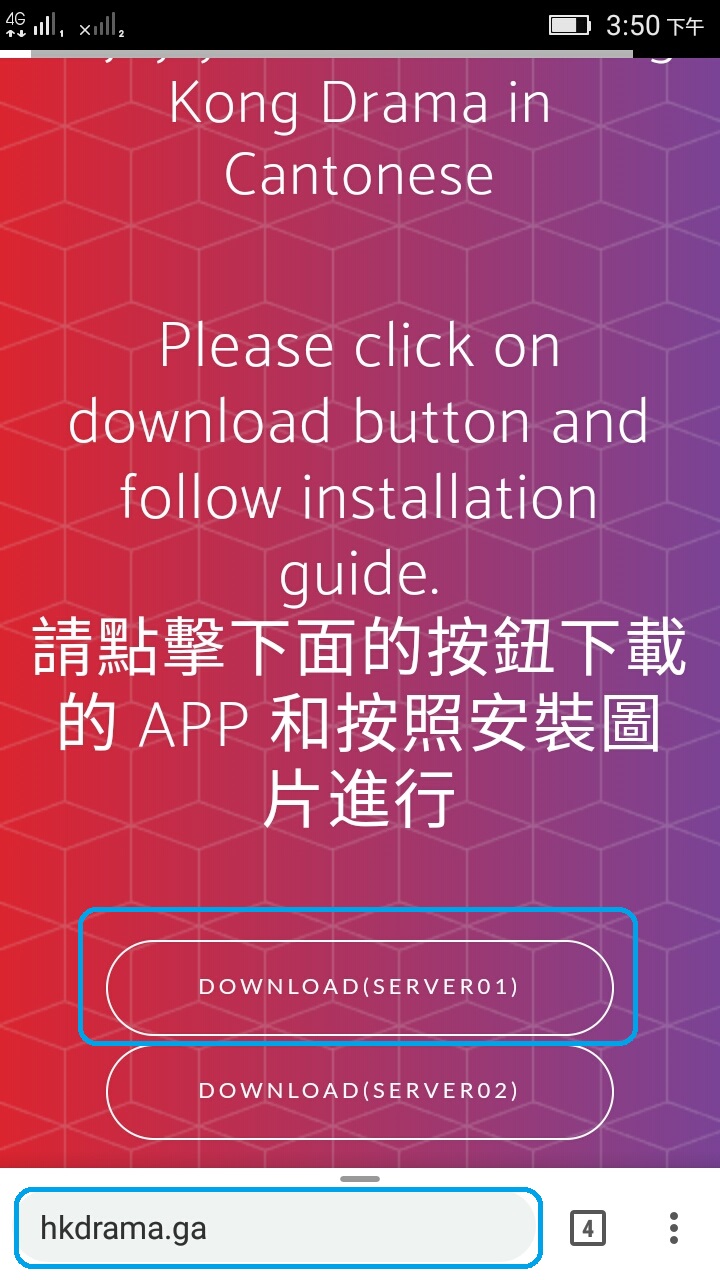 4G 1 x 2 3:50 下午
Kong Drama in
Cantonese
Please click on
download button and
follow installation
guide.
請點擊下面的按鈕下載
的 APP 和按照安裝圖
片進行
DOWNLOAD(SERVER01)
DOWNLOAD(SERVER02)
hkdrama.ga 4